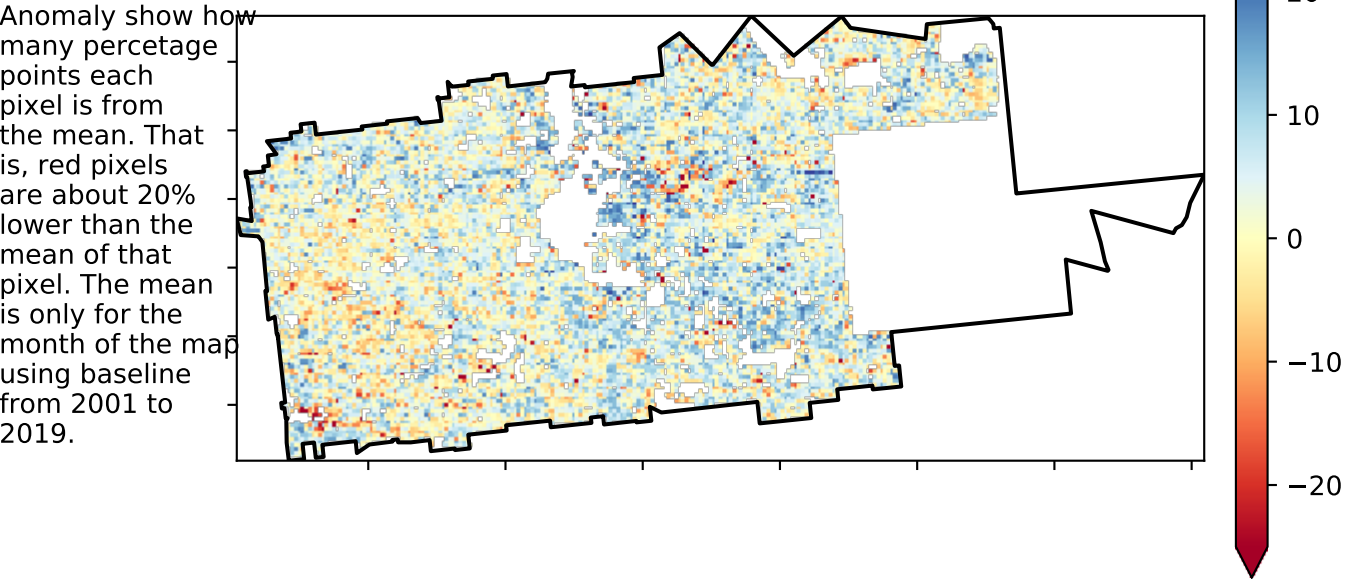 Anomaly show how
many percetage
points each
pixel is from
the mean. That
is, red pixels
are about 20%
lower than the
mean of that
pixel. The mean
is only for the
month of the map
using baseline
from 2001 to
2019.
10
0
−10
−20